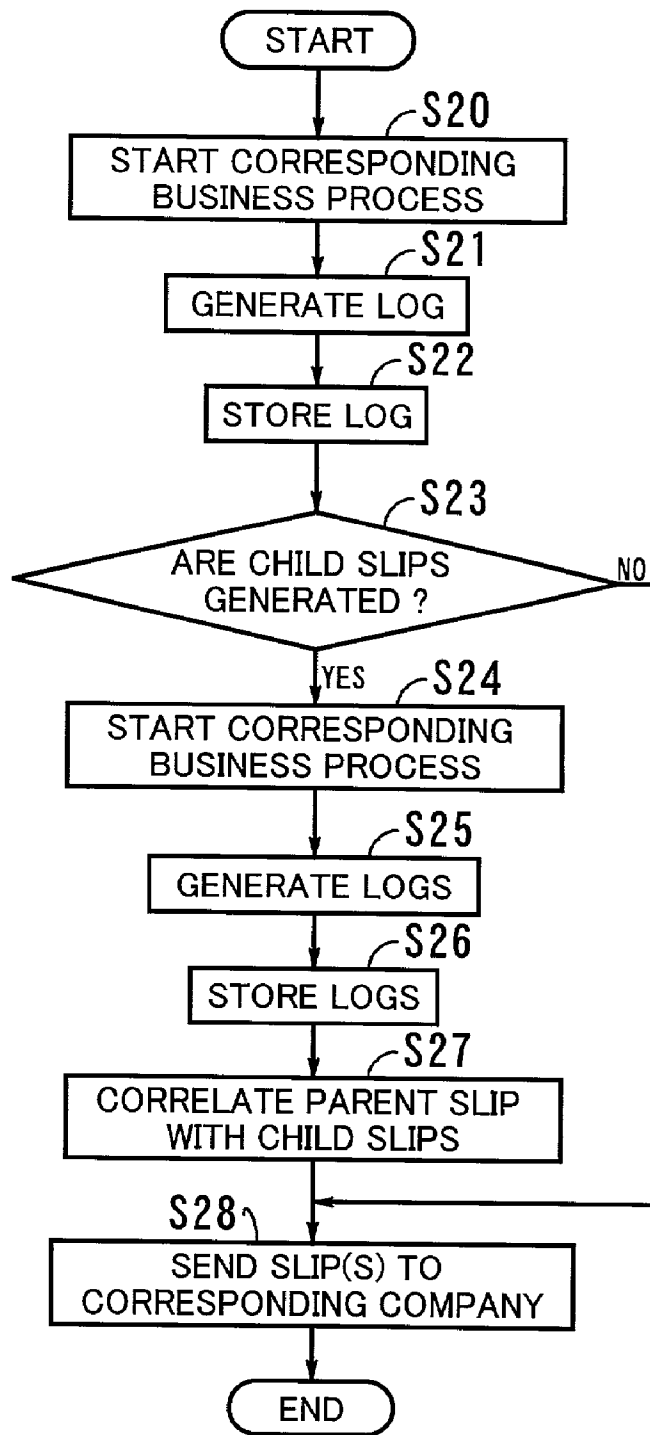 START
S20
START CORRESPONDING
BUSINESS PROCESS
S21
GENERATE LOG
S22
STORE LOG
S23
ARE CHILD SLIPS
GENERATED ?
NO
YES
S24
START CORRESPONDING
BUSINESS PROCESS
S25
GENERATE LOGS
S26
STORE LOGS
S27
CORRELATE PARENT SLIP
WITH CHILD SLIPS
S28
SEND SLIP(S) TO
CORRESPONDING COMPANY
END